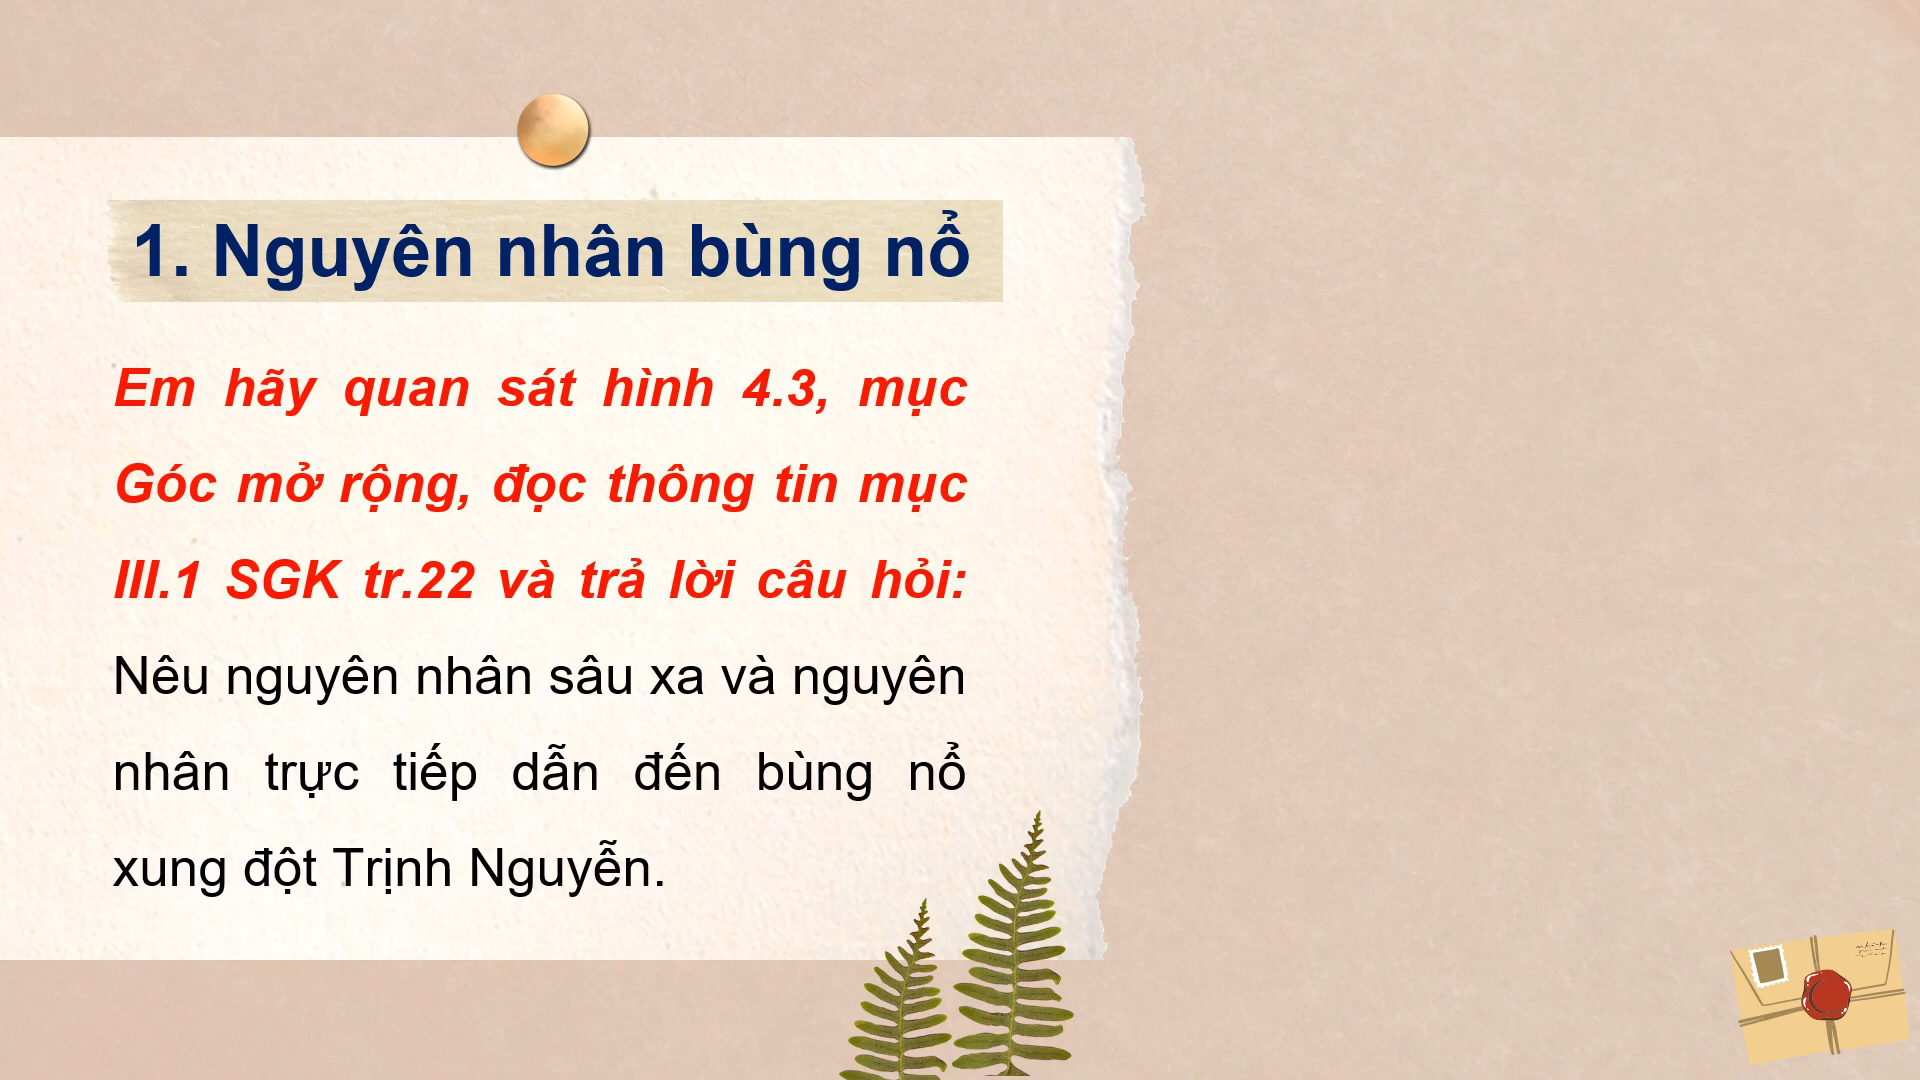 1. Nguyên nhân bùng nổ
Em hãy quan sát hình 4.3, mục
Góc mở rộng, đọc thông tin mục
III.1 SGK tr.22 và trả lời câu hỏi:
Nêu nguyên nhân sâu xa và nguyên
nhân trực tiếp dẫn đến bùng nổ
xung đột Trịnh Nguyễn.